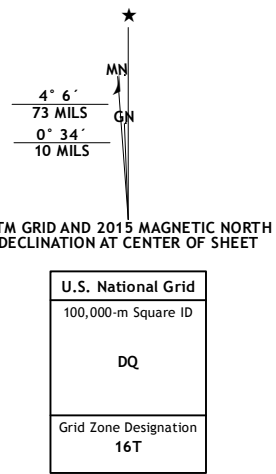 ★
MN
4° 6´
73 MILS
GN
0° 34´
10 MILS
TM GRID AND 2015 MAGNETIC NORTH
DECLINATION AT CENTER OF SHEET
U.S. National Grid
100,000-m Square ID
DQ
Grid Zone Designation
16T